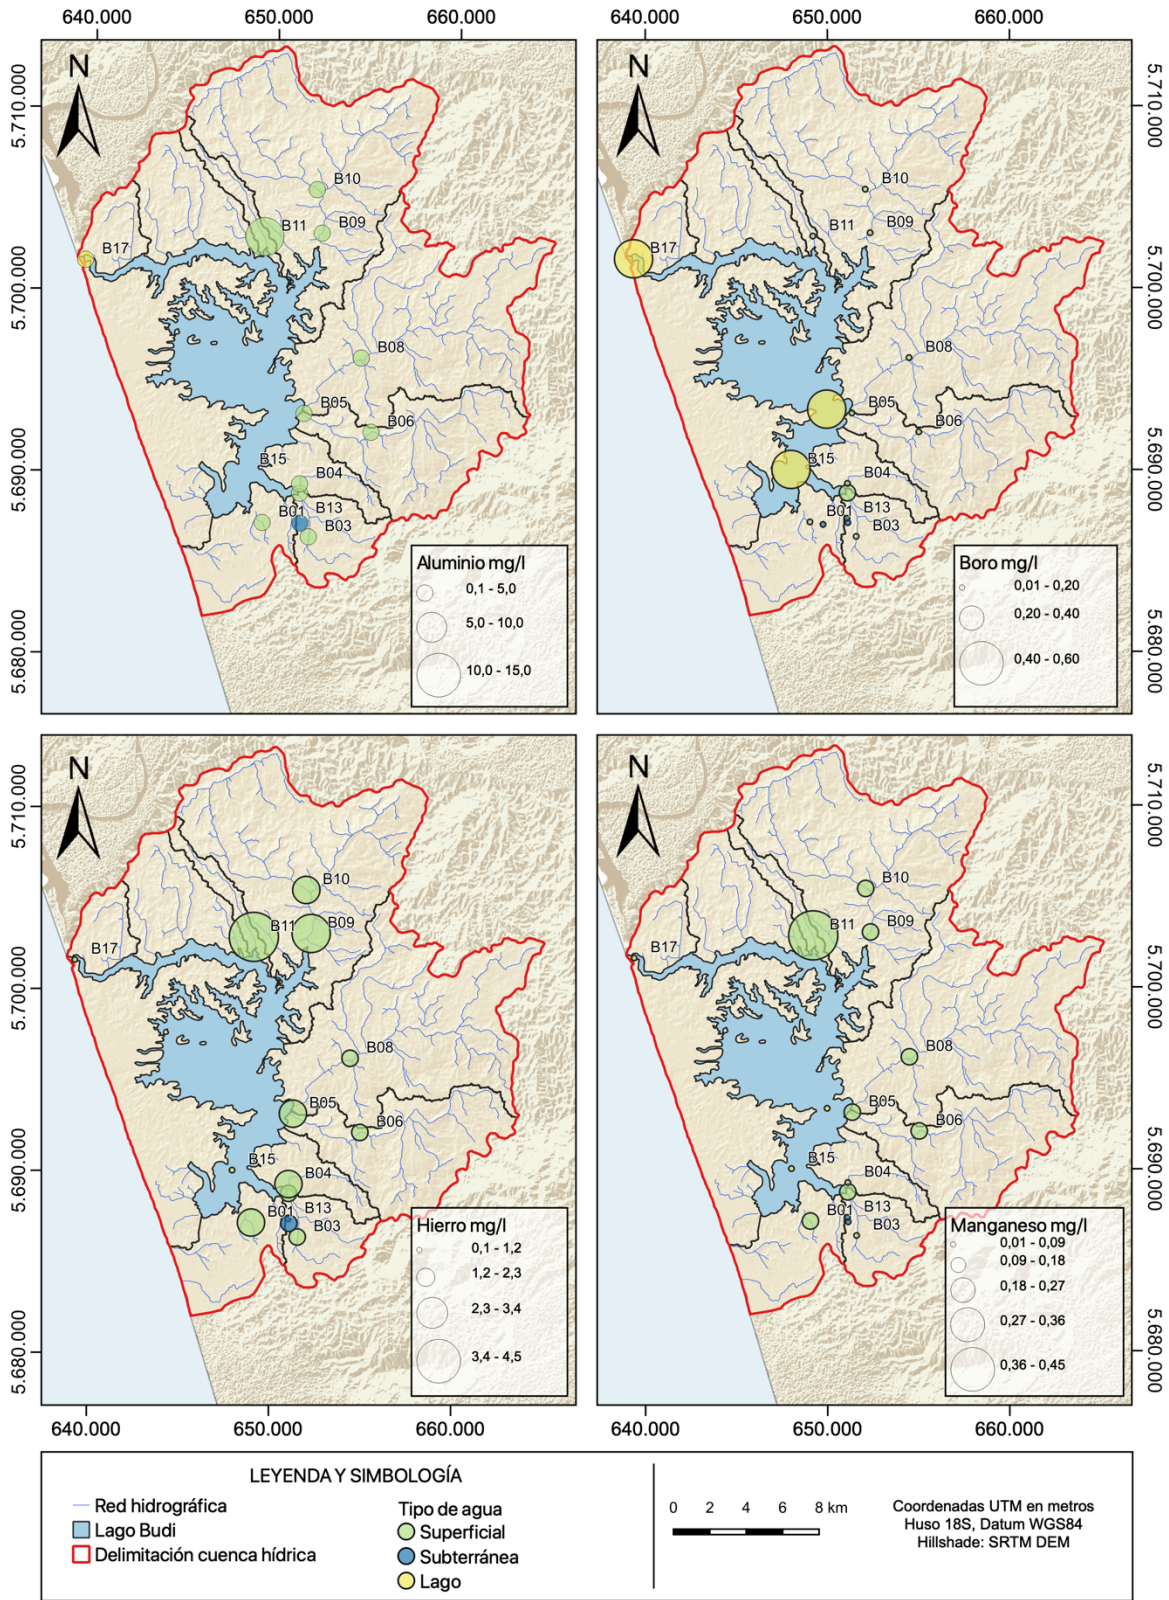 640.000
650.000
660.000
640.000
650.000
660.000
5.710.000
5.700.000
5.690.000
5.680.000
N
B10
B11
B09
B17
B08
B05
B06
B15
B04
B13
B01
B03
Aluminio mg/l
0,1 - 5,0
5,0 - 10,0
10,0 - 15,0
N
B10
B11
B09
B17
B08
B05
B06
B15
B04
B13
B01
B03
Boro mg/l
0,01 - 0,20
0,20 - 0,40
0,40 - 0,60
5.710.000
5.700.000
5.690.000
5.680.000
5.710.000
5.700.000
5.690.000
5.680.000
N
B10
B11
B09
B17
B08
B05
B06
B15
B04
B13
B01
B03
Hierro mg/l
0,1 - 1,2
1,2 - 2,3
2,3 - 3,4
3,4 - 4,5
N
B10
B11
B09
B17
B08
B05
B06
B15
B04
B13
B01
B03
Manganeso mg/l
0,01 - 0,09
0,09 - 0,18
0,18 - 0,27
0,27 - 0,36
0,36 - 0,45
5.710.000
5.700.000
5.690.000
5.680.000
640.000
650.000
660.000
640.000
650.000
660.000
LEYENDA Y SIMBOLOGÍA
Red hidrográfica
Lago Budi
Delimitación cuenca hídrica
Tipo de agua
Superficial
Subterránea
Lago
0 2 4 6 8 km
Coordenadas UTM en metros
Huso 18S, Datum WGS84
Hillshade: SRTM DEM